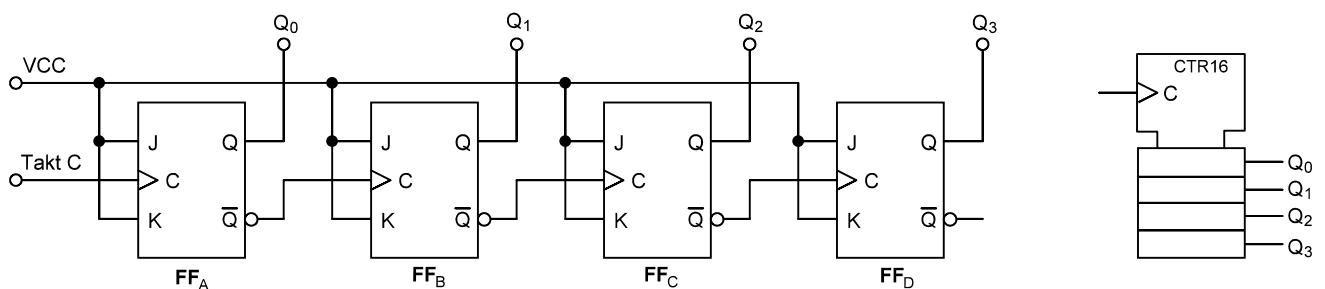 Q0 Q1 Q2 Q3
VCC
CTR16
C
J Q J Q J Q J Q
Takt C
C C C C
Q0
K Q̅ K Q̅ K Q̅ K Q̅
Q1
Q2
Q3
FFA FFB FFC FFD